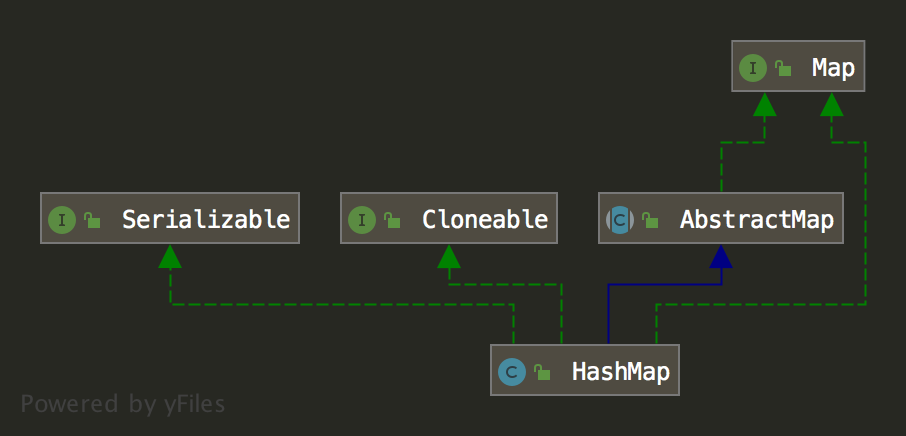 I Map
I Serializable
I Cloneable
C AbstractMap
C HashMap
Powered by yFiles